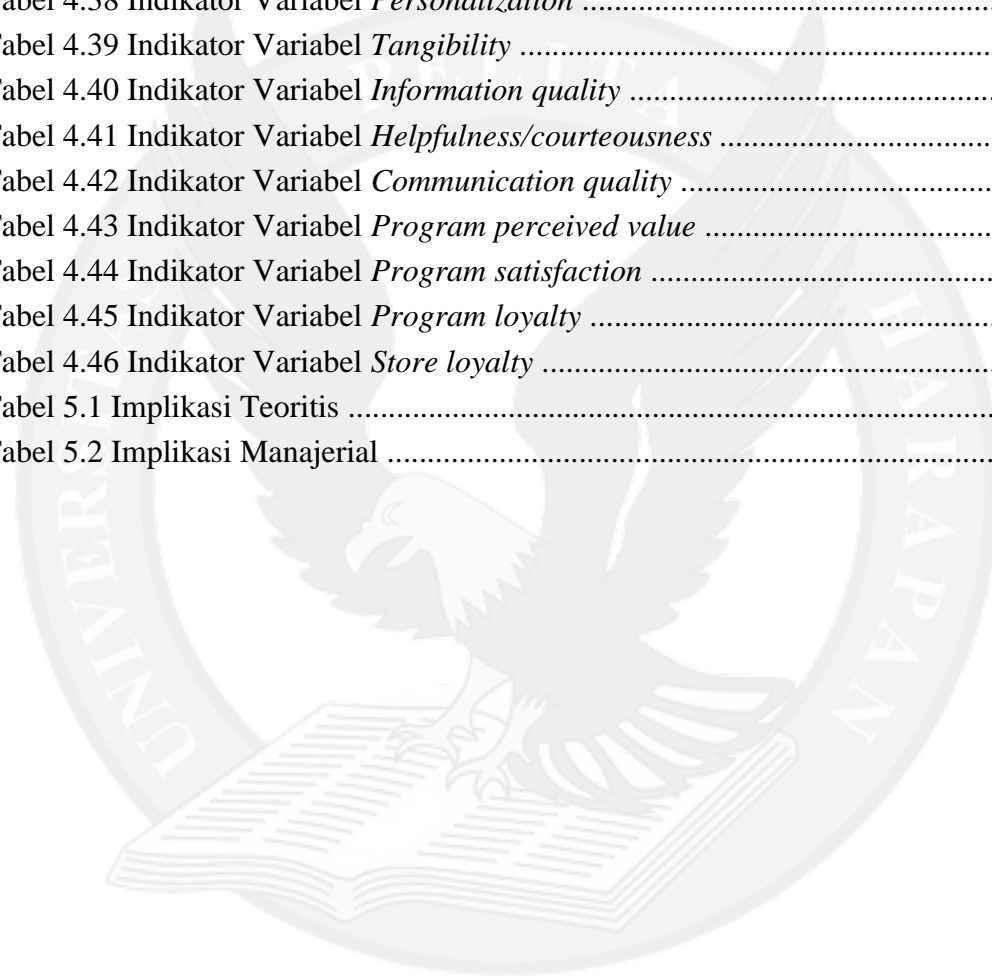 Tabel 4.38 Indikator Variabel Personalization ..........................................
Tabel 4.39 Indikator Variabel Tangibility ..........................................
Tabel 4.40 Indikator Variabel Information quality ..........................................
Tabel 4.41 Indikator Variabel Helpfulness/courteousness ..........................................
Tabel 4.42 Indikator Variabel Communication quality ..........................................
Tabel 4.43 Indikator Variabel Program perceived value ..........................................
Tabel 4.44 Indikator Variabel Program satisfaction ..........................................
Tabel 4.45 Indikator Variabel Program loyalty ..........................................
Tabel 4.46 Indikator Variabel Store loyalty ..........................................
Tabel 5.1 Implikasi Teoritis ..........................................
Tabel 5.2 Implikasi Manajerial ..........................................
UNIVERSITAS PELITA HARAPAN